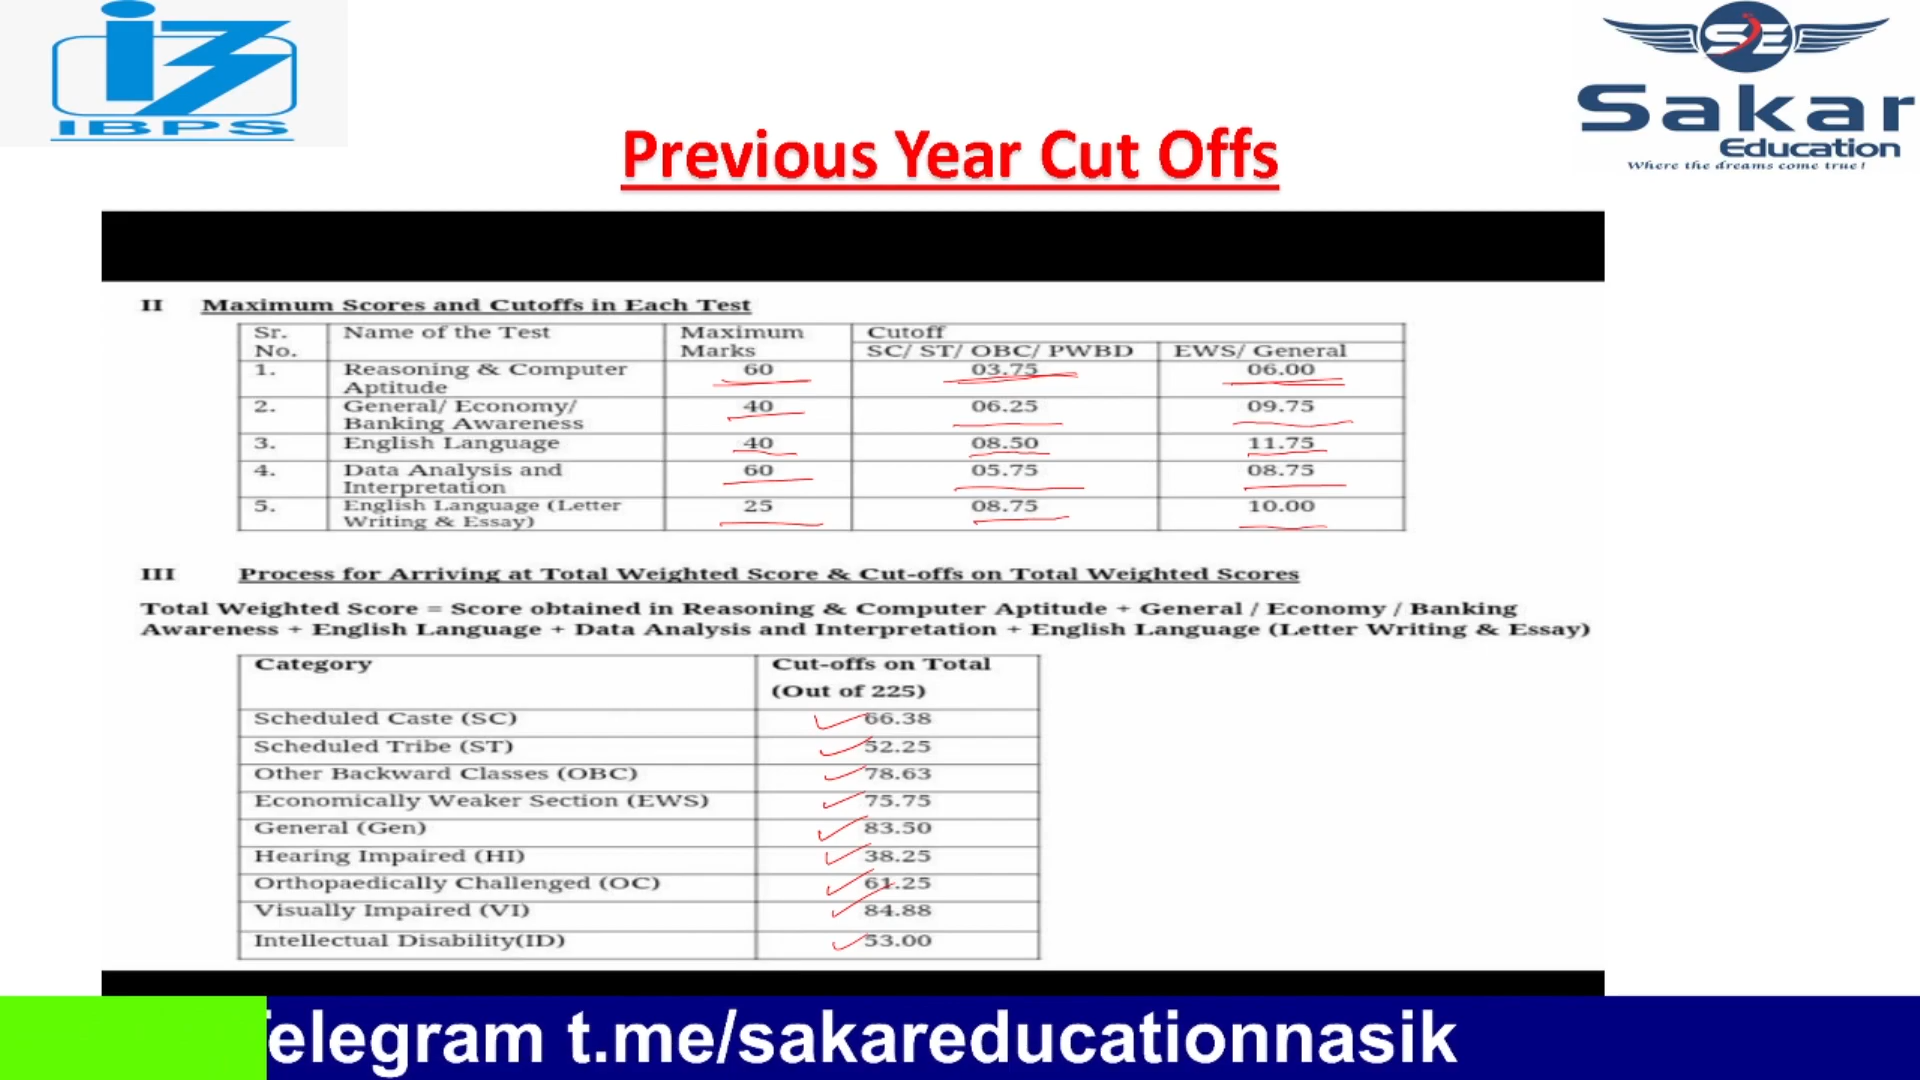 IBPS
SE
Sakar
Education
Where the dreams come true!
Previous Year Cut Offs
II Maximum Scores and Cutoffs in Each Test
Sr. No. Name of the Test Maximum Marks Cutoff
SC/ ST/ OBC/ PWBD EWS/ General
1. Reasoning & Computer Aptitude 60 03.75 06.00
2. General/ Economy/ Banking Awareness 40 06.25 09.75
3. English Language 40 08.50 11.75
4. Data Analysis and Interpretation 60 05.75 08.75
5. English Language (Letter Writing & Essay) 25 08.75 10.00
III Process for Arriving at Total Weighted Score & Cut-offs on Total Weighted Scores
Total Weighted Score = Score obtained in Reasoning & Computer Aptitude + General / Economy / Banking
Awareness + English Language + Data Analysis and Interpretation + English Language (Letter Writing & Essay)
Category Cut-offs on Total
(Out of 225)
Scheduled Caste (SC) 66.38
Scheduled Tribe (ST) 52.25
Other Backward Classes (OBC) 78.63
Economically Weaker Section (EWS) 75.75
General (Gen) 83.50
Hearing Impaired (HI) 38.25
Orthopaedically Challenged (OC) 61.25
Visually Impaired (VI) 84.88
Intellectual Disability(ID) 53.00
elegram t.me/sakareducationnasik